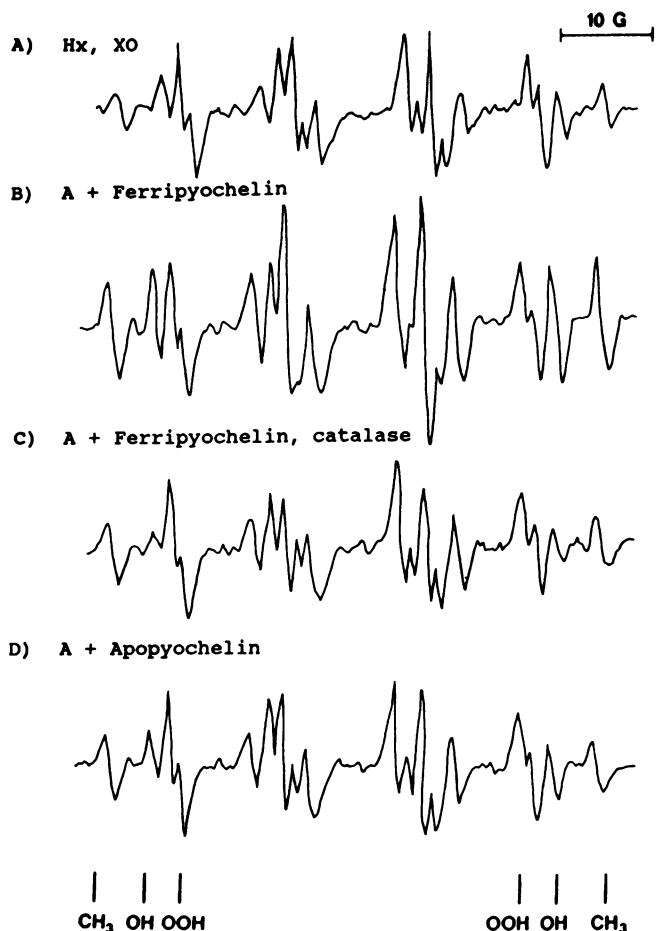 10 G
A) Hx, XO
B) A + Ferripyochelin
C) A + Ferripyochelin, catalase
D) A + Apopyochelin
CH₃ OH OOH OOH OH CH₃